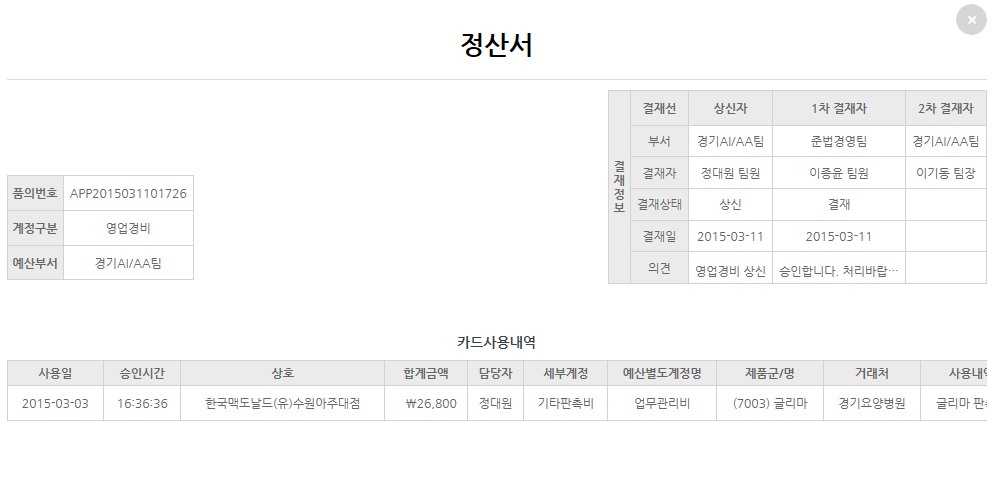 정산서
결재정보
결재선 상신자 1차 결재자 2차 결재자
부서 경기AI/AA팀 준법경영팀 경기AI/AA팀
결재자 정대원 팀원 이종윤 팀원 이기동 팀장
결재상태 상신 결재
결재일 2015-03-11 2015-03-11
의견 영업경비 상신 승인합니다. 처리바랍…
품의번호 APP2015031101726
계정구분 영업경비
예산부서 경기AI/AA팀
카드사용내역
사용일 승인시간 상호 합계금액 담당자 세부계정 예산별도계정명 제품군/명 거래처
2015-03-03 16:36:36 한국맥도날드(유)수원아주대점 ₩26,800 정대원 기타판촉비 업무관리비 (7003) 글리마 경기요양병원 글리마